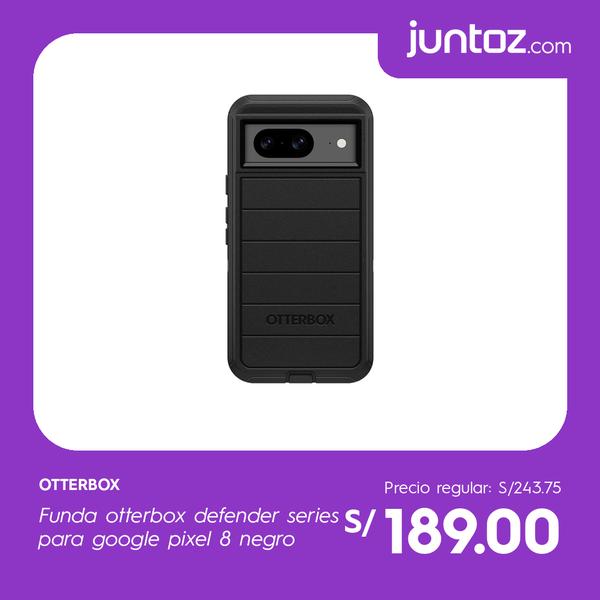 juntoz.com
OTTERBOX
OTTERBOX
Precio regular: S/243.75
Funda otterbox defender series
para google pixel 8 negro
S/ 189.00